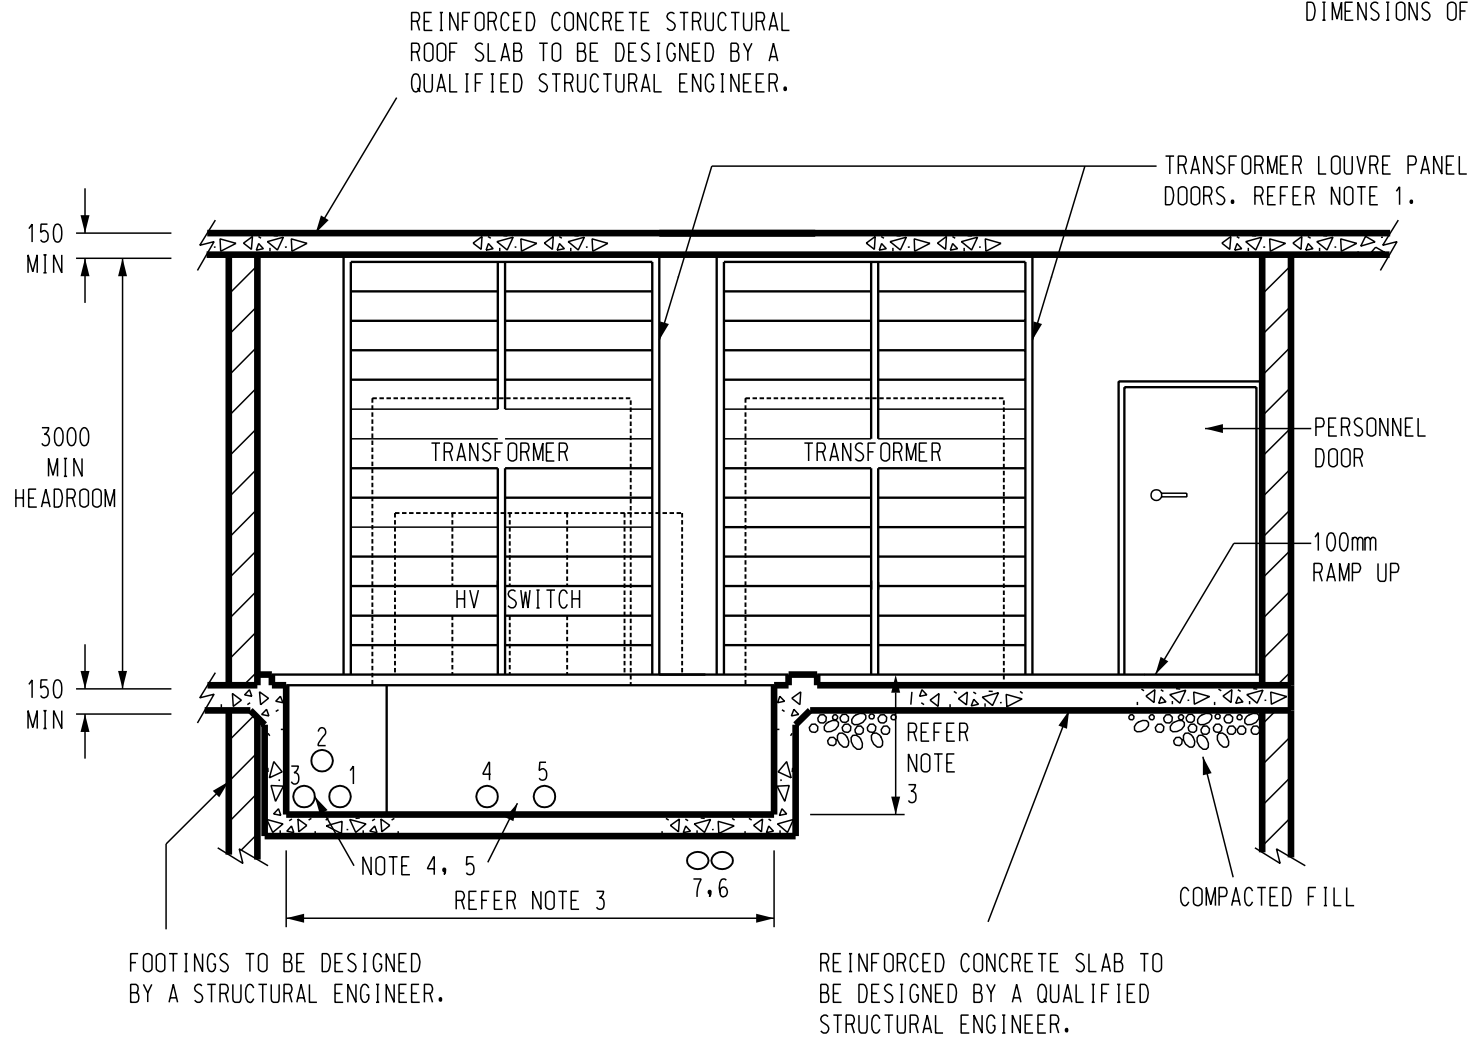 DIMENSIONS OF
REINFORCED CONCRETE STRUCTURAL
ROOF SLAB TO BE DESIGNED BY A
QUALIFIED STRUCTURAL ENGINEER.
TRANSFORMER LOUVRE PANEL
DOORS. REFER NOTE 1.
150
MIN
3000
MIN
HEADROOM
TRANSFORMER
TRANSFORMER
PERSONNEL
DOOR
100mm
RAMP UP
HV SWITCH
150
MIN
REFER
NOTE
3
2
3
1
4
5
NOTE 4, 5
7,6
REFER NOTE 3
COMPACTED FILL
FOOTINGS TO BE DESIGNED
BY A STRUCTURAL ENGINEER.
REINFORCED CONCRETE SLAB TO
BE DESIGNED BY A QUALIFIED
STRUCTURAL ENGINEER.